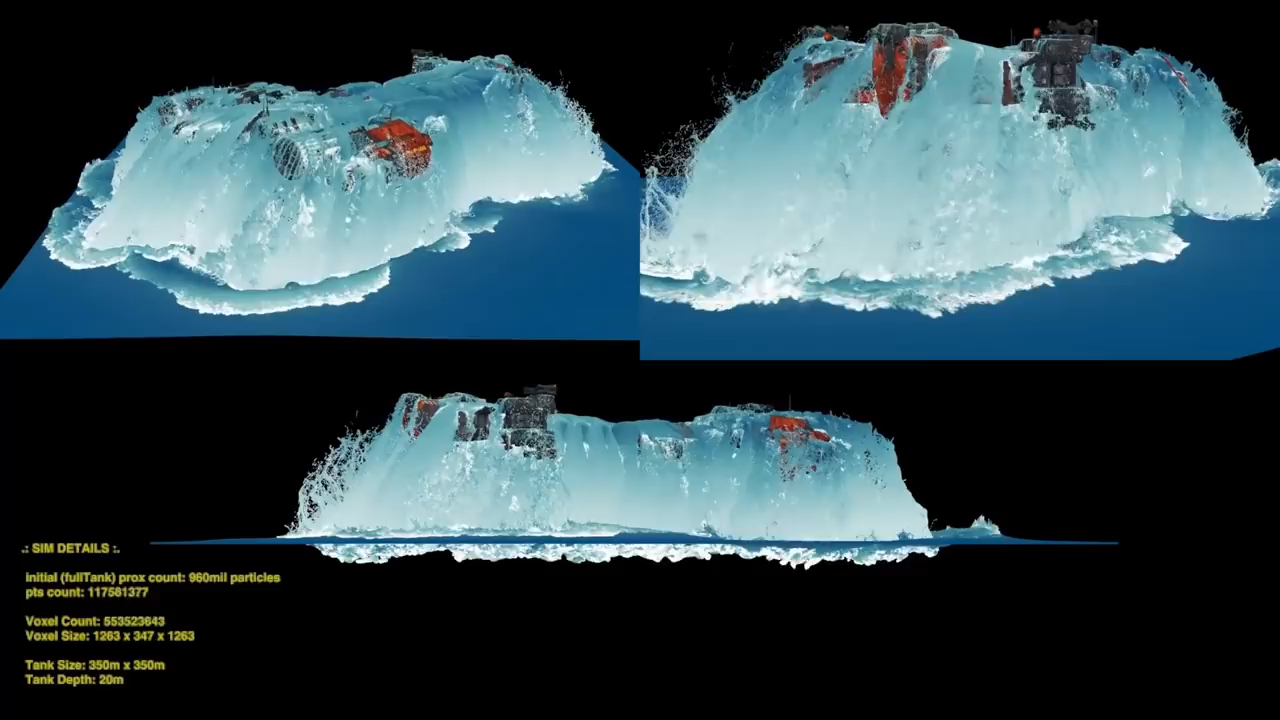 .: SIM DETAILS :.
initial (fullTank) prox count: 960mil particles
pts count: 117581377
Voxel Count: 553523643
Voxel Size: 1263 x 347 x 1263
Tank Size: 350m x 350m
Tank Depth: 20m